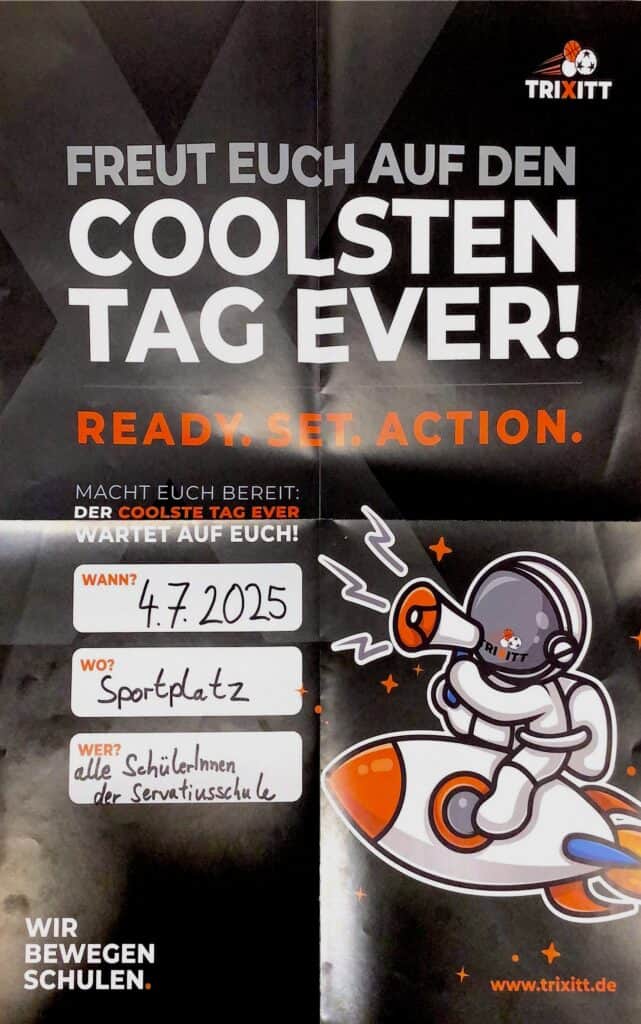 TRIXITT
FREUT EUCH AUF DEN
COOLSTEN
TAG EVER!
READY. SET. ACTION.
MACHT EUCH BEREIT:
DER COOLSTE TAG EVER
WARTET AUF EUCH!
WANN?
4.7.2025
WO?
Sportplatz
WER?
alle SchülerInnen
der Servatiusschule
TRIXITT
WIR
BEWEGEN
SCHULEN.
www.trixitt.de